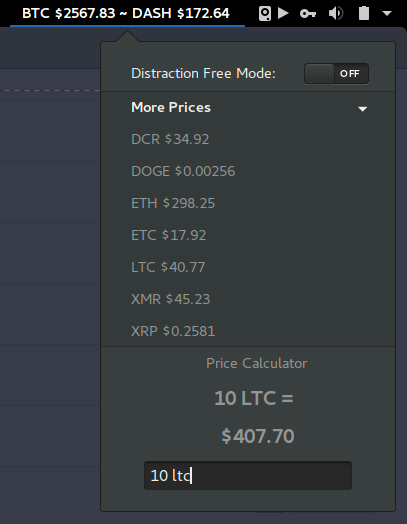 BTC $2567.83 ~ DASH $172.64
Distraction Free Mode: OFF
More Prices
DCR $34.92
DOGE $0.00256
ETH $298.25
ETC $17.92
LTC $40.77
XMR $45.23
XRP $0.2581
Price Calculator
10 LTC =
$407.70
10 ltc